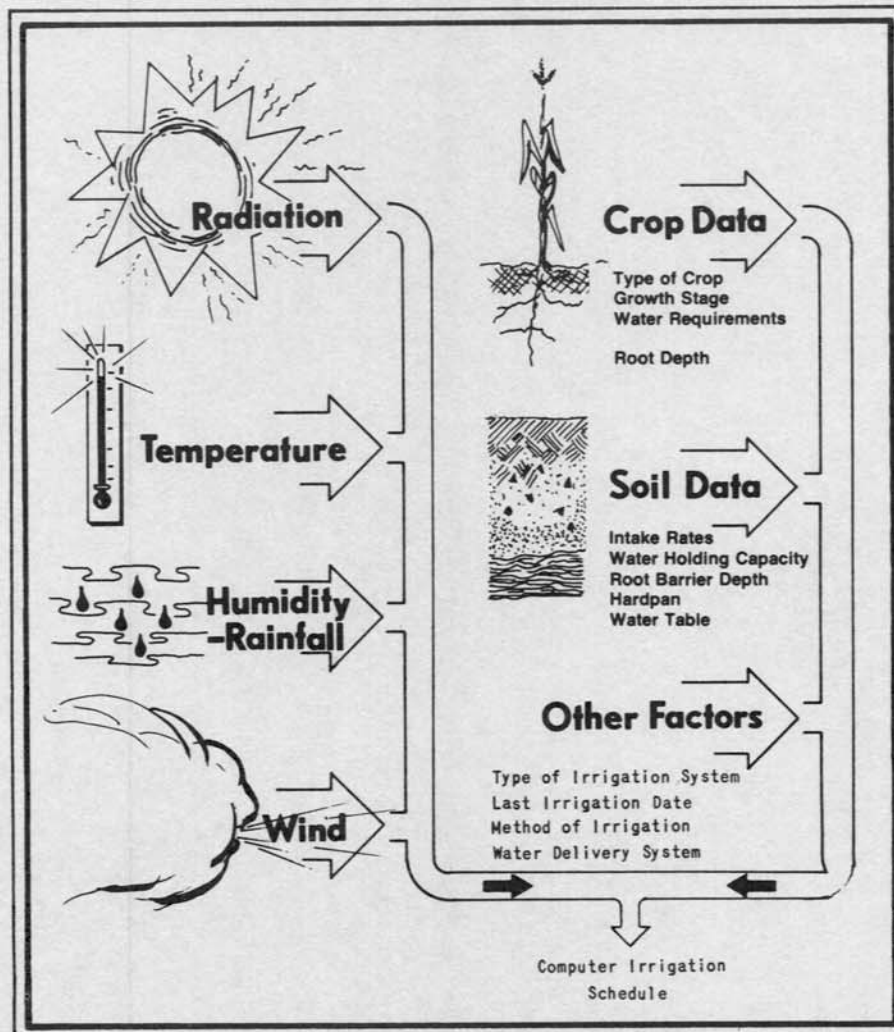 Radiation
Temperature
Humidity
-Rainfall
Wind
Crop Data
Type of Crop
Growth Stage
Water Requirements
Root Depth
Soil Data
Intake Rates
Water Holding Capacity
Root Barrier Depth
Hardpan
Water Table
Other Factors
Type of Irrigation System
Last Irrigation Date
Method of Irrigation
Water Delivery System
Computer Irrigation
Schedule